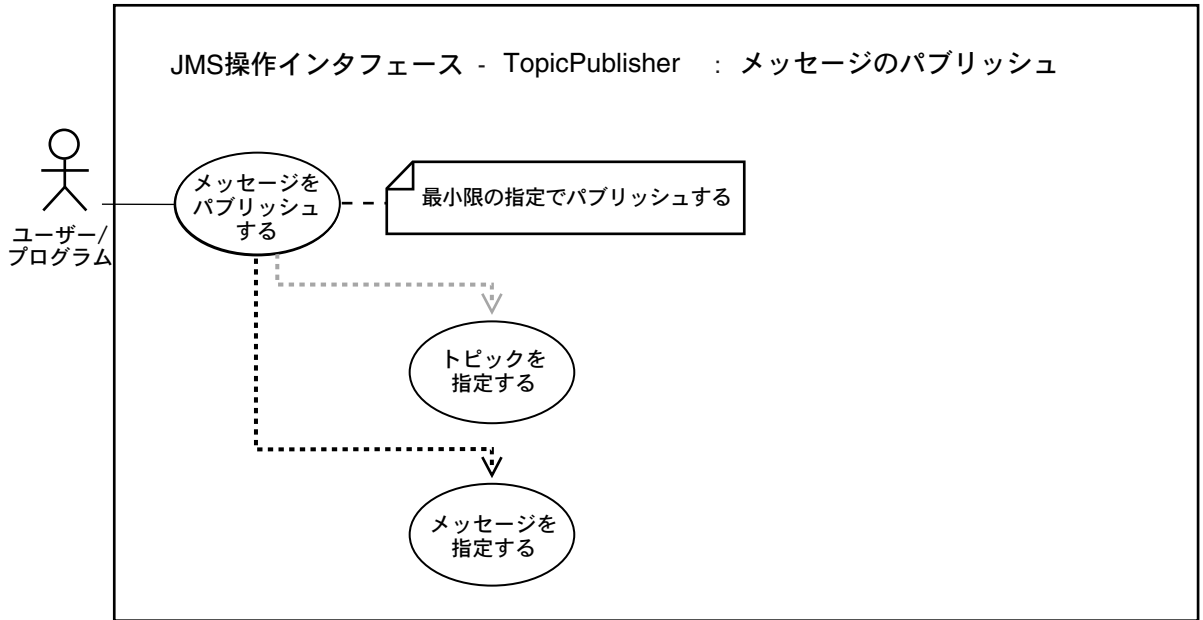 JMS操作インタフェース - TopicPublisher : メッセージのパブリッシュ
メッセージを
パブリッシュ
する
最小限の指定でパブリッシュする
ユーザー/
プログラム
トピックを
指定する
メッセージを
指定する